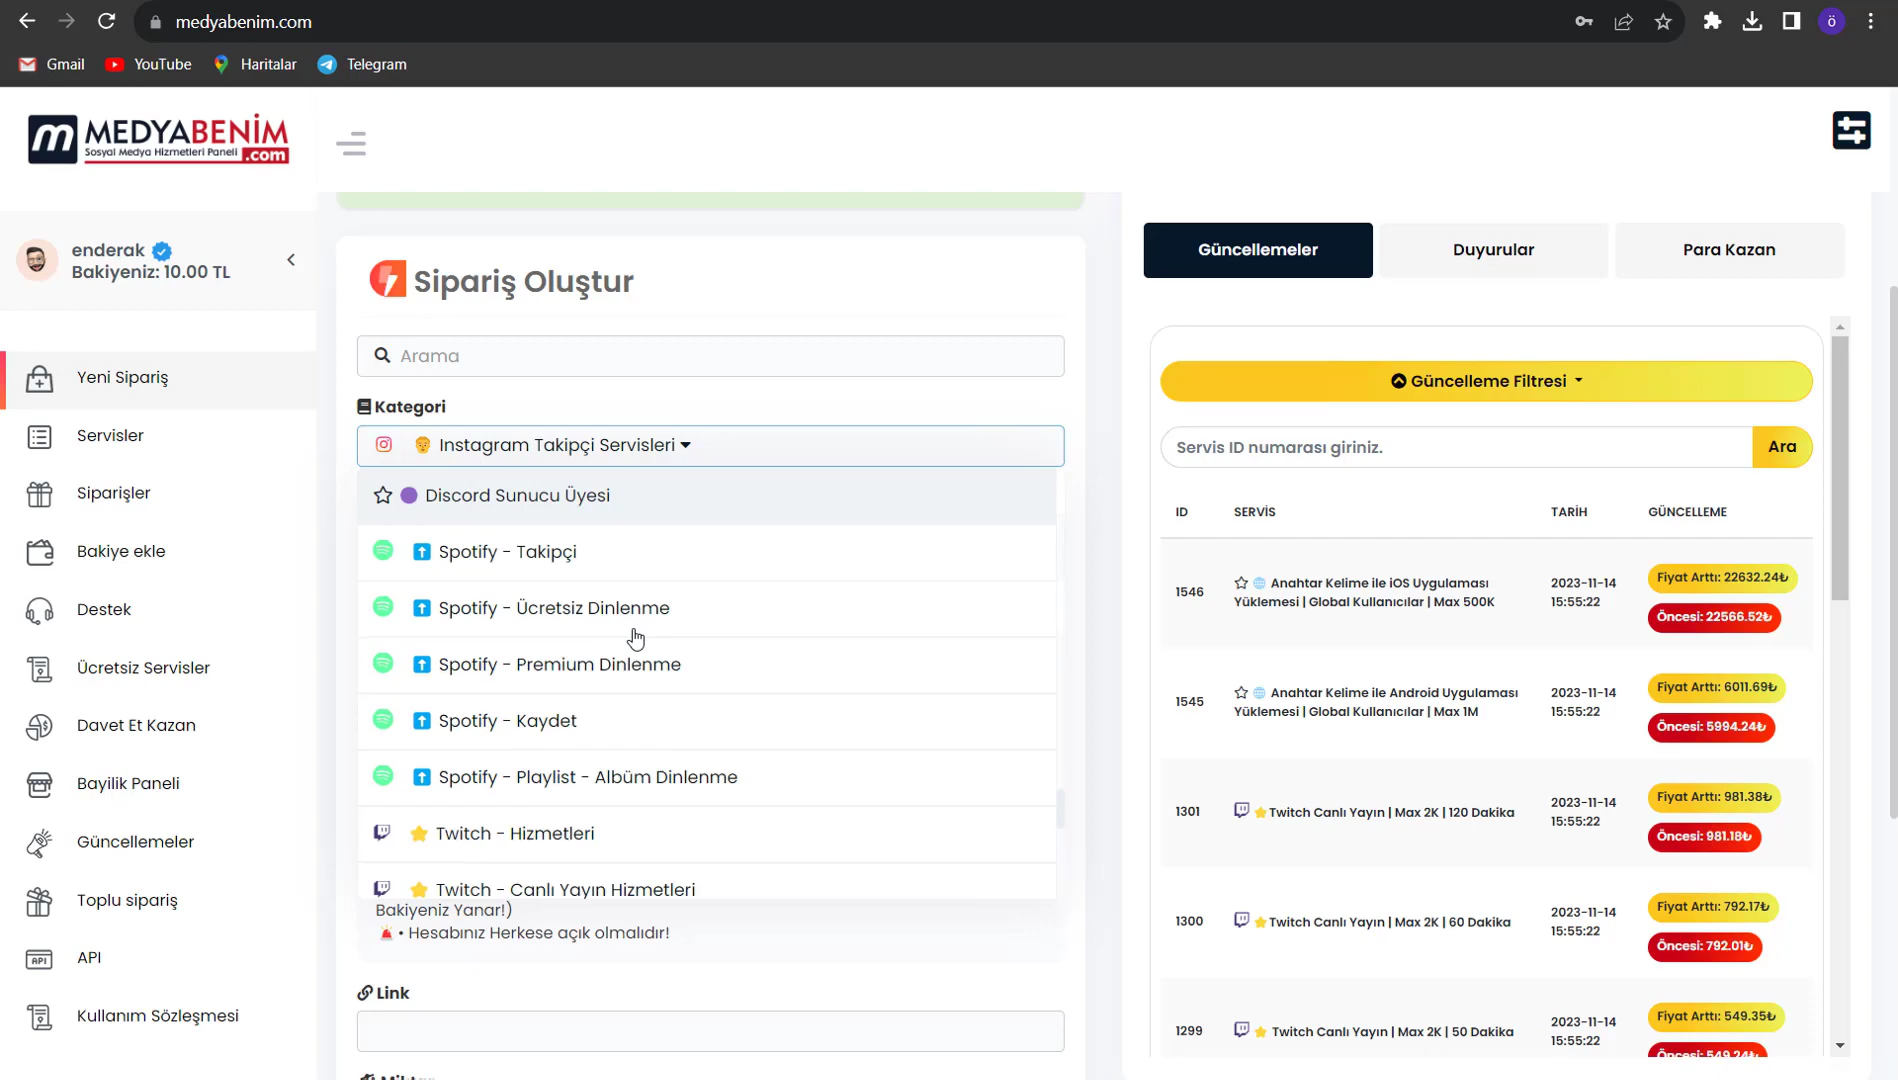 medyabenim.com
ö
Gmail
YouTube
Haritalar
Telegram
m MEDYABENİM
Sosyal Medya Hizmetleri Paneli .com
enderak
Bakiyeniz: 10.00 TL
Yeni Sipariş
Servisler
Siparişler
Bakiye ekle
Destek
Ücretsiz Servisler
Davet Et Kazan
Bayilik Paneli
Güncellemeler
Toplu sipariş
API
API
Kullanım Sözleşmesi
Sipariş Oluştur
Arama
Kategori
Instagram Takipçi Servisleri
Discord Sunucu Üyesi
Spotify - Takipçi
Spotify - Ücretsiz Dinlenme
Spotify - Premium Dinlenme
Spotify - Kaydet
Spotify - Playlist - Albüm Dinlenme
Twitch - Hizmetleri
Twitch - Canlı Yayın Hizmetleri
Bakiyeniz Yanar!)
• Hesabınız Herkese açık olmalıdır!
Link
Miktar
Güncellemeler
Duyurular
Para Kazan
Güncelleme Filtresi
Servis ID numarası giriniz.
Ara
ID SERVİS TARİH GÜNCELLEME
1546
Anahtar Kelime ile iOS Uygulaması
Yüklemesi | Global Kullanıcılar | Max 500K
2023-11-14
15:55:22
Fiyat Arttı: 22632.24₺
Öncesi: 22566.52₺
1545
Anahtar Kelime ile Android Uygulaması
Yüklemesi | Global Kullanıcılar | Max 1M
2023-11-14
15:55:22
Fiyat Arttı: 6011.69₺
Öncesi: 5994.24₺
1301
Twitch Canlı Yayın | Max 2K | 120 Dakika
2023-11-14
15:55:22
Fiyat Arttı: 981.38₺
Öncesi: 981.18₺
1300
Twitch Canlı Yayın | Max 2K | 60 Dakika
2023-11-14
15:55:22
Fiyat Arttı: 792.17₺
Öncesi: 792.01₺
1299
Twitch Canlı Yayın | Max 2K | 50 Dakika
2023-11-14
15:55:22
Fiyat Arttı: 549.35₺
Öncesi: 549.24₺